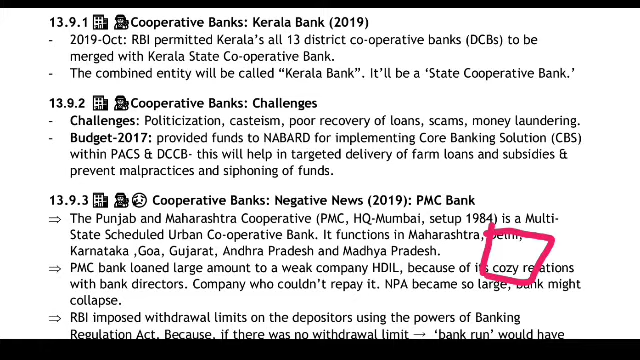 13.9.1 Cooperative Banks: Kerala Bank (2019)
- 2019-Oct: RBI permitted Kerala's all 13 district co-operative banks (DCBs) to be
merged with Kerala State Co-operative Bank.
- The combined entity will be called "Kerala Bank". It'll be a 'State Cooperative Bank.'
13.9.2 Cooperative Banks: Challenges
- Challenges: Politicization, casteism, poor recovery of loans, scams, money laundering.
- Budget-2017: provided funds to NABARD for implementing Core Banking Solution (CBS)
within PACS & DCCB- this will help in targeted delivery of farm loans and subsidies &
prevent malpractices and siphoning of funds.
13.9.3 Cooperative Banks: Negative News (2019): PMC Bank
⇒ The Punjab and Maharashtra Cooperative (PMC, HQ-Mumbai, setup 1984) is a Multi-
State Scheduled Urban Co-operative Bank. It functions in Maharashtra, Delhi,
Karnataka ,Goa, Gujarat, Andhra Pradesh and Madhya Pradesh.
⇒ PMC bank loaned large amount to a weak company HDIL, because of its cozy relations
with bank directors. Company who couldn't repay it. NPA became so large, bank might
collapse.
⇒ RBI imposed withdrawal limits on the depositors using the powers of Banking
Regulation Act. Because, if there was no withdrawal limit → 'bank run' would have